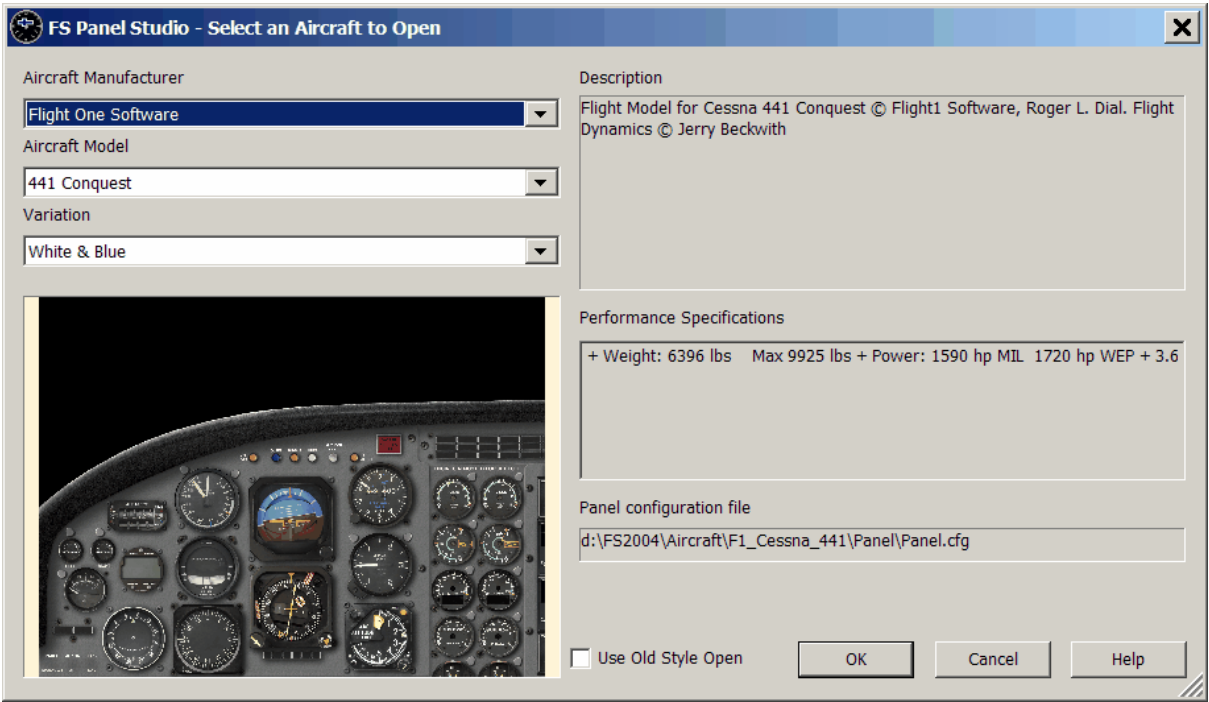 FS Panel Studio - Select an Aircraft to Open
Aircraft Manufacturer
Flight One Software
Aircraft Model
441 Conquest
Variation
White & Blue
Description
Flight Model for Cessna 441 Conquest © Flight1 Software, Roger L. Dial. Flight
Dynamics © Jerry Beckwith
Performance Specifications
+ Weight: 6396 lbs    Max 9925 lbs + Power: 1590 hp MIL  1720 hp WEP + 3.6
Panel configuration file
d:\FS2004\Aircraft\F1_Cessna_441\Panel\Panel.cfg
Use Old Style Open
OK
Cancel
Help